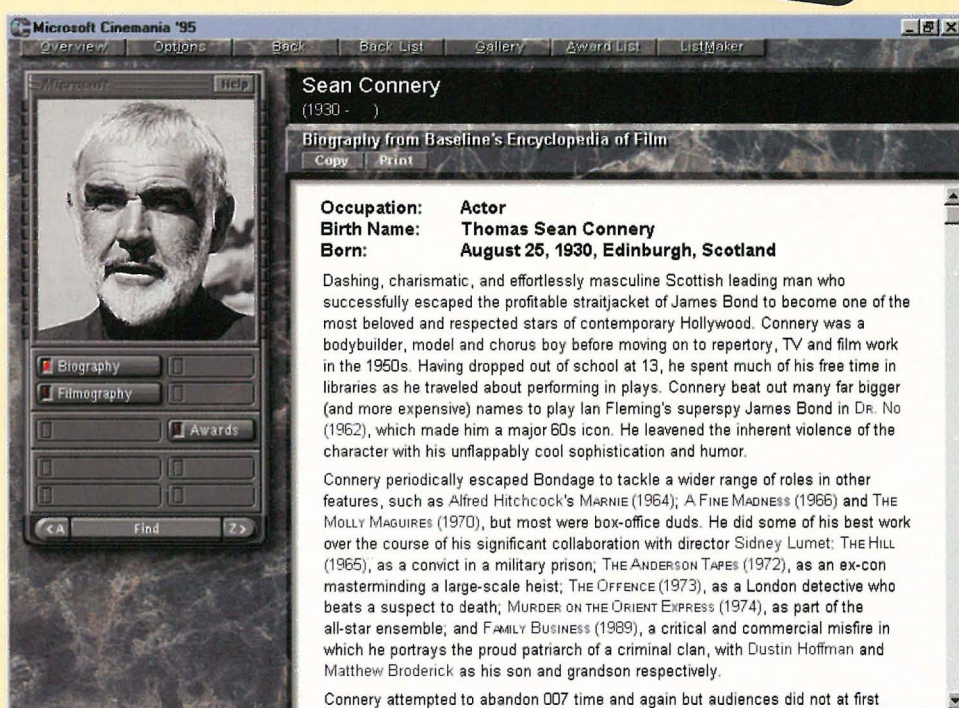 Microsoft Cinemania '95
Overview Options Back Back List Gallery Award List ListMaker
Microsoft Help
Sean Connery
(1930 - )
Biography from Baseline's Encyclopedia of Film
Copy Print
Occupation: Actor
Birth Name: Thomas Sean Connery
Born: August 25, 1930, Edinburgh, Scotland
Dashing, charismatic, and effortlessly masculine Scottish leading man who
successfully escaped the profitable straitjacket of James Bond to become one of the
most beloved and respected stars of contemporary Hollywood. Connery was a
bodybuilder, model and chorus boy before moving on to repertory, TV and film work
in the 1950s. Having dropped out of school at 13, he spent much of his free time in
libraries as he traveled about performing in plays. Connery beat out many far bigger
(and more expensive) names to play Ian Fleming's superspy James Bond in DR. NO
(1962), which made him a major 60s icon. He leavened the inherent violence of the
character with his unflappably cool sophistication and humor.
Connery periodically escaped Bondage to tackle a wider range of roles in other
features, such as Alfred Hitchcock's MARNIE (1964); A FINE MADNESS (1966) and THE
MOLLY MAGUIRES (1970), but most were box-office duds. He did some of his best work
over the course of his significant collaboration with director Sidney Lumet: THE HILL
(1965), as a convict in a military prison; THE ANDERSON TAPES (1972), as an ex-con
masterminding a large-scale heist; THE OFFENCE (1973), as a London detective who
beats a suspect to death; MURDER ON THE ORIENT EXPRESS (1974), as part of the
all-star ensemble; and FAMILY BUSINESS (1989), a critical and commercial misfire in
which he portrays the proud patriarch of a criminal clan, with Dustin Hoffman and
Matthew Broderick as his son and grandson respectively.
Connery attempted to abandon 007 time and again but audiences did not at first
Biography
Filmography
Awards
< A Find Z >